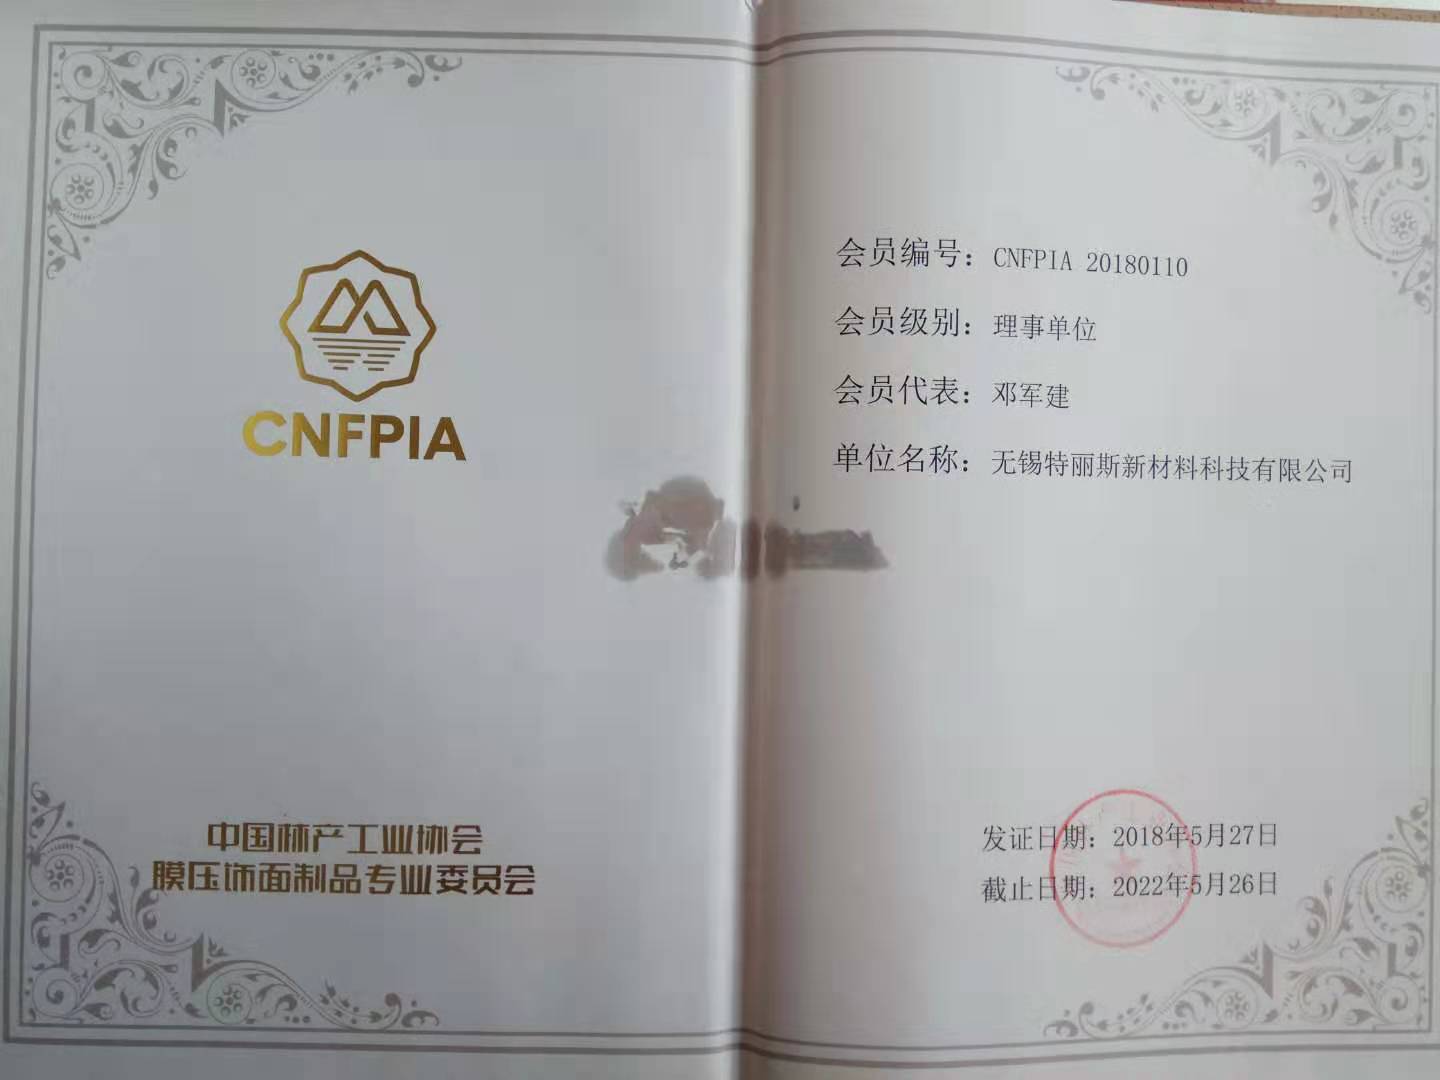 CNFPIA
中国林产工业协会
膜压饰面制品专业委员会
会员编号：CNFPIA 20180110
会员级别：理事单位
会员代表：邓军建
单位名称：无锡特丽斯新材料科技有限公司
发证日期：2018年5月27日
截止日期：2022年5月26日